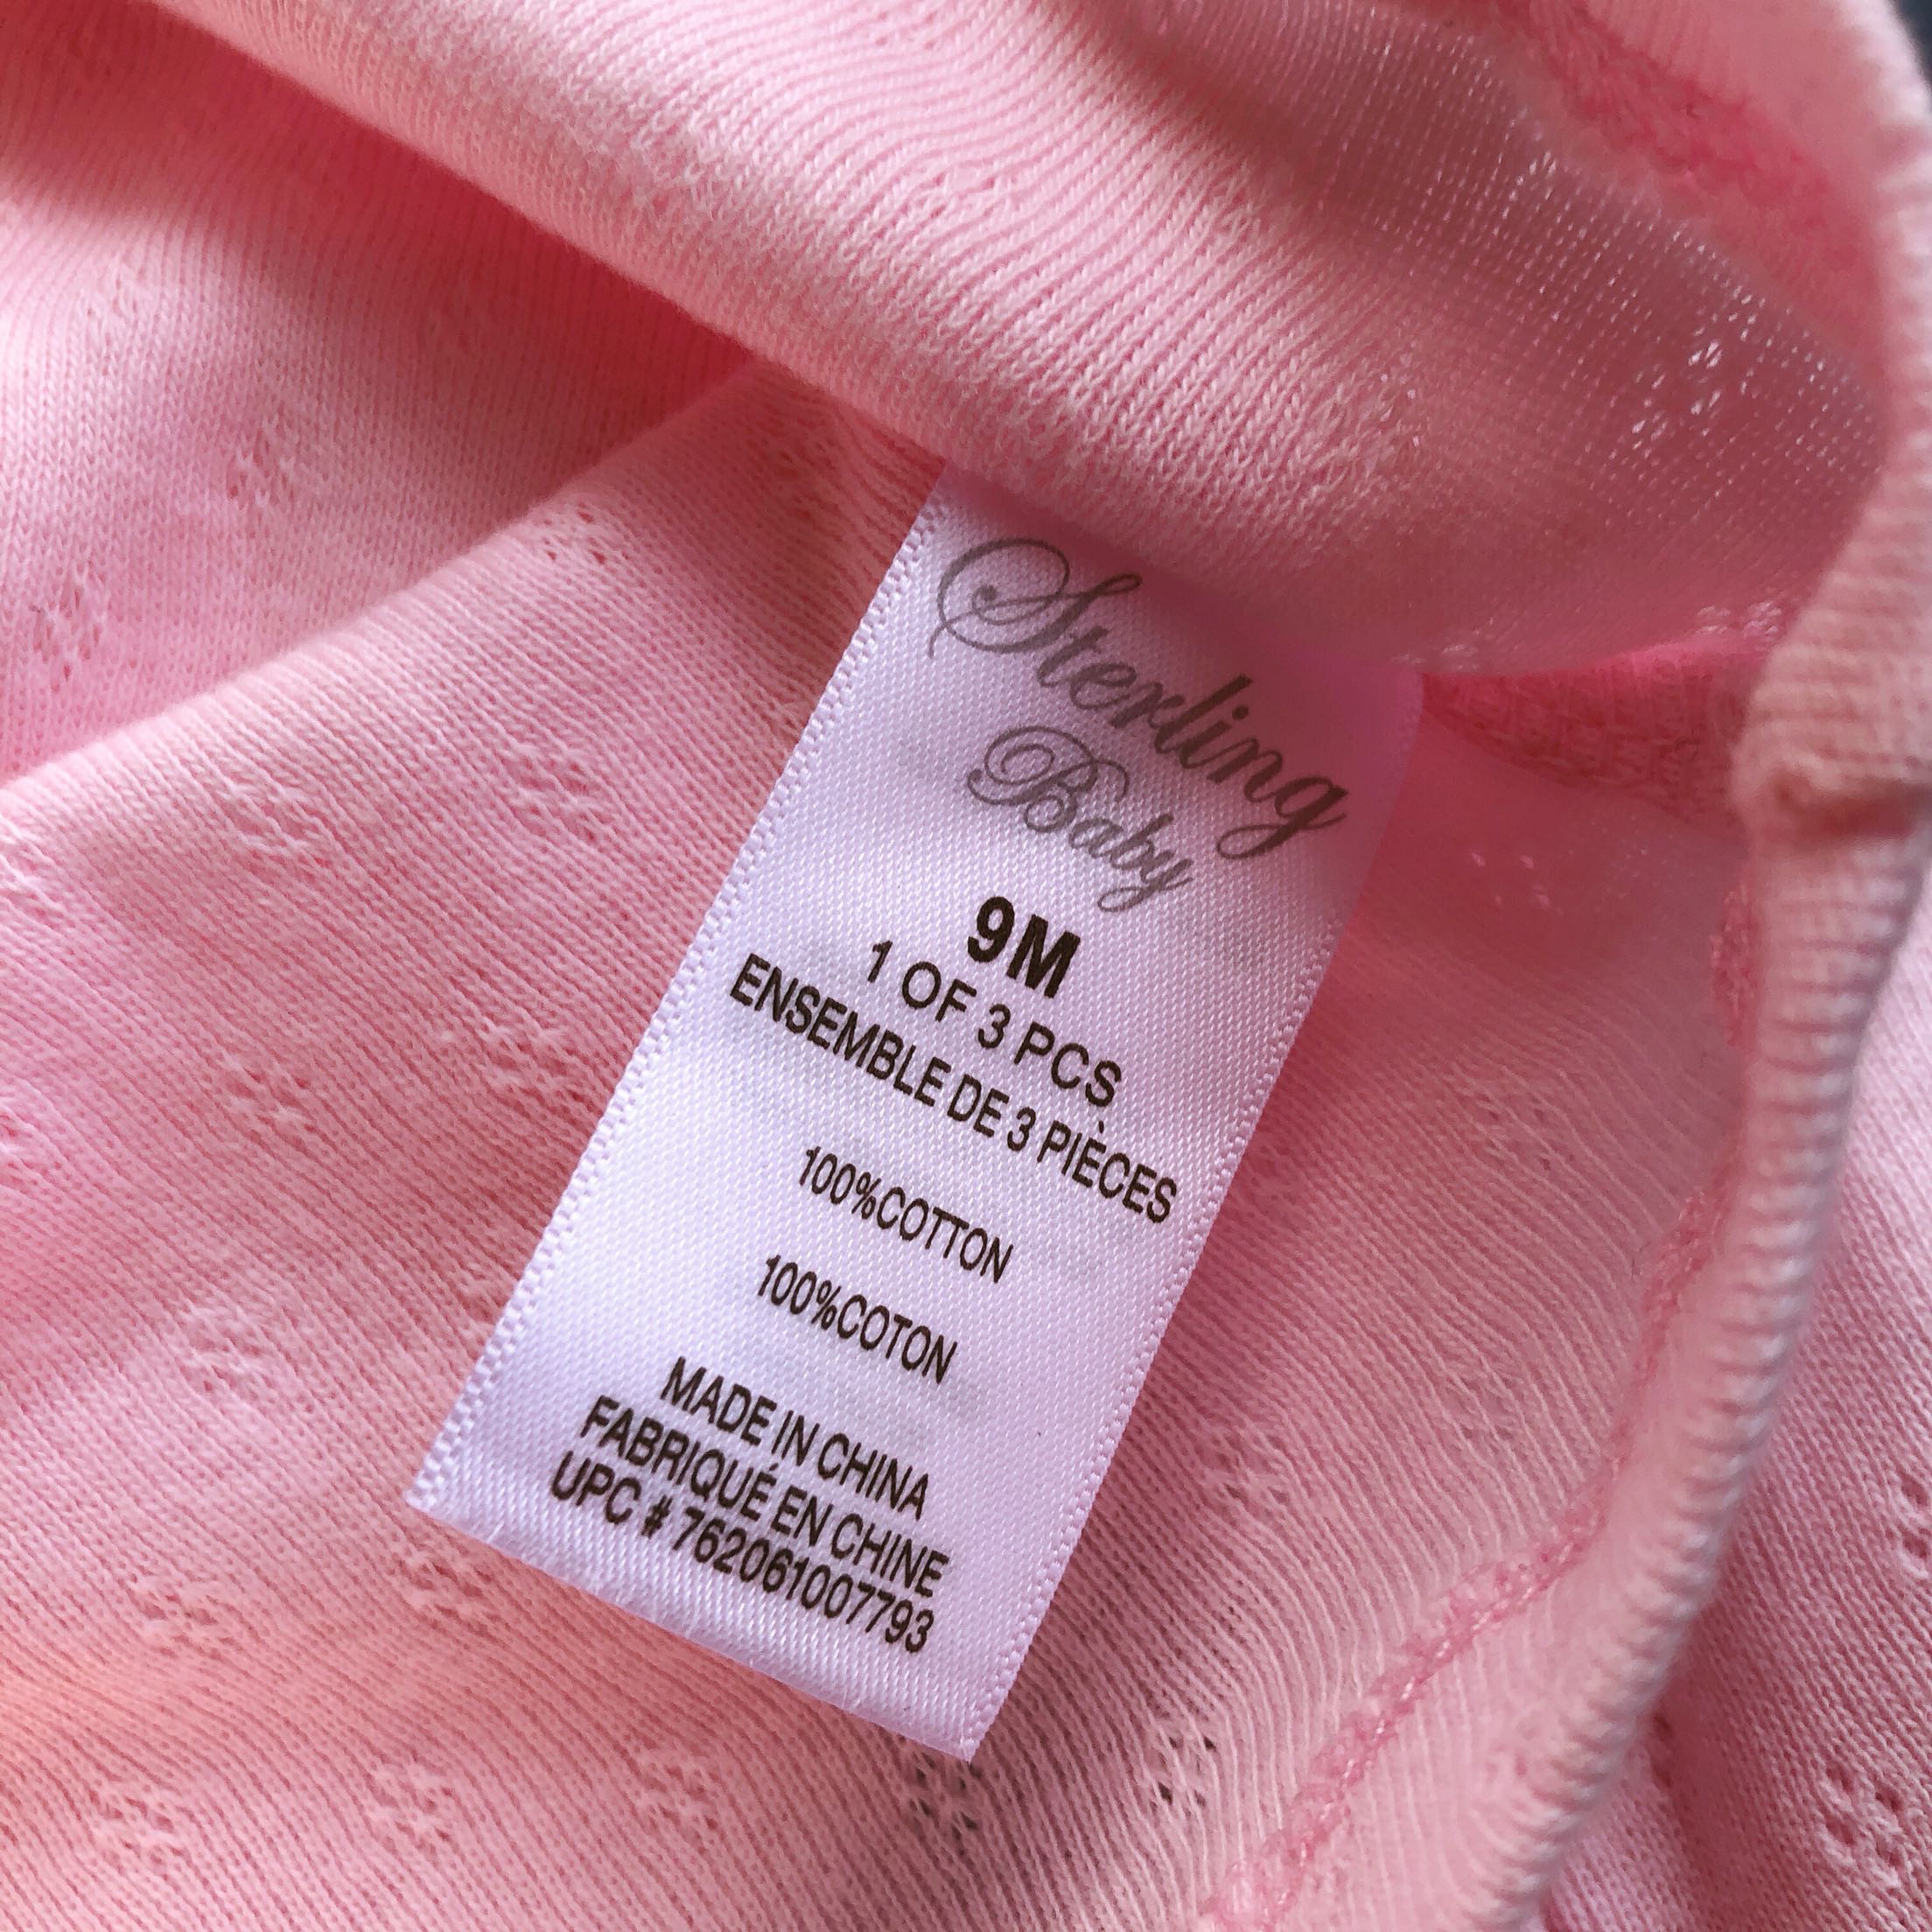 Sterling
Baby
9M
1 OF 3 PCS
ENSEMBLE DE 3 PIÈCES
100%COTTON
100%COTON
MADE IN CHINA
FABRIQUÉ EN CHINE
UPC # 762061007793